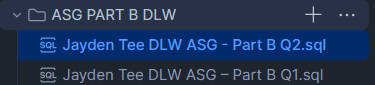 ASG PART B DLW
SQL Jayden Tee DLW ASG - Part B Q2.sql
SQL Jayden Tee DLW ASG – Part B Q1.sql